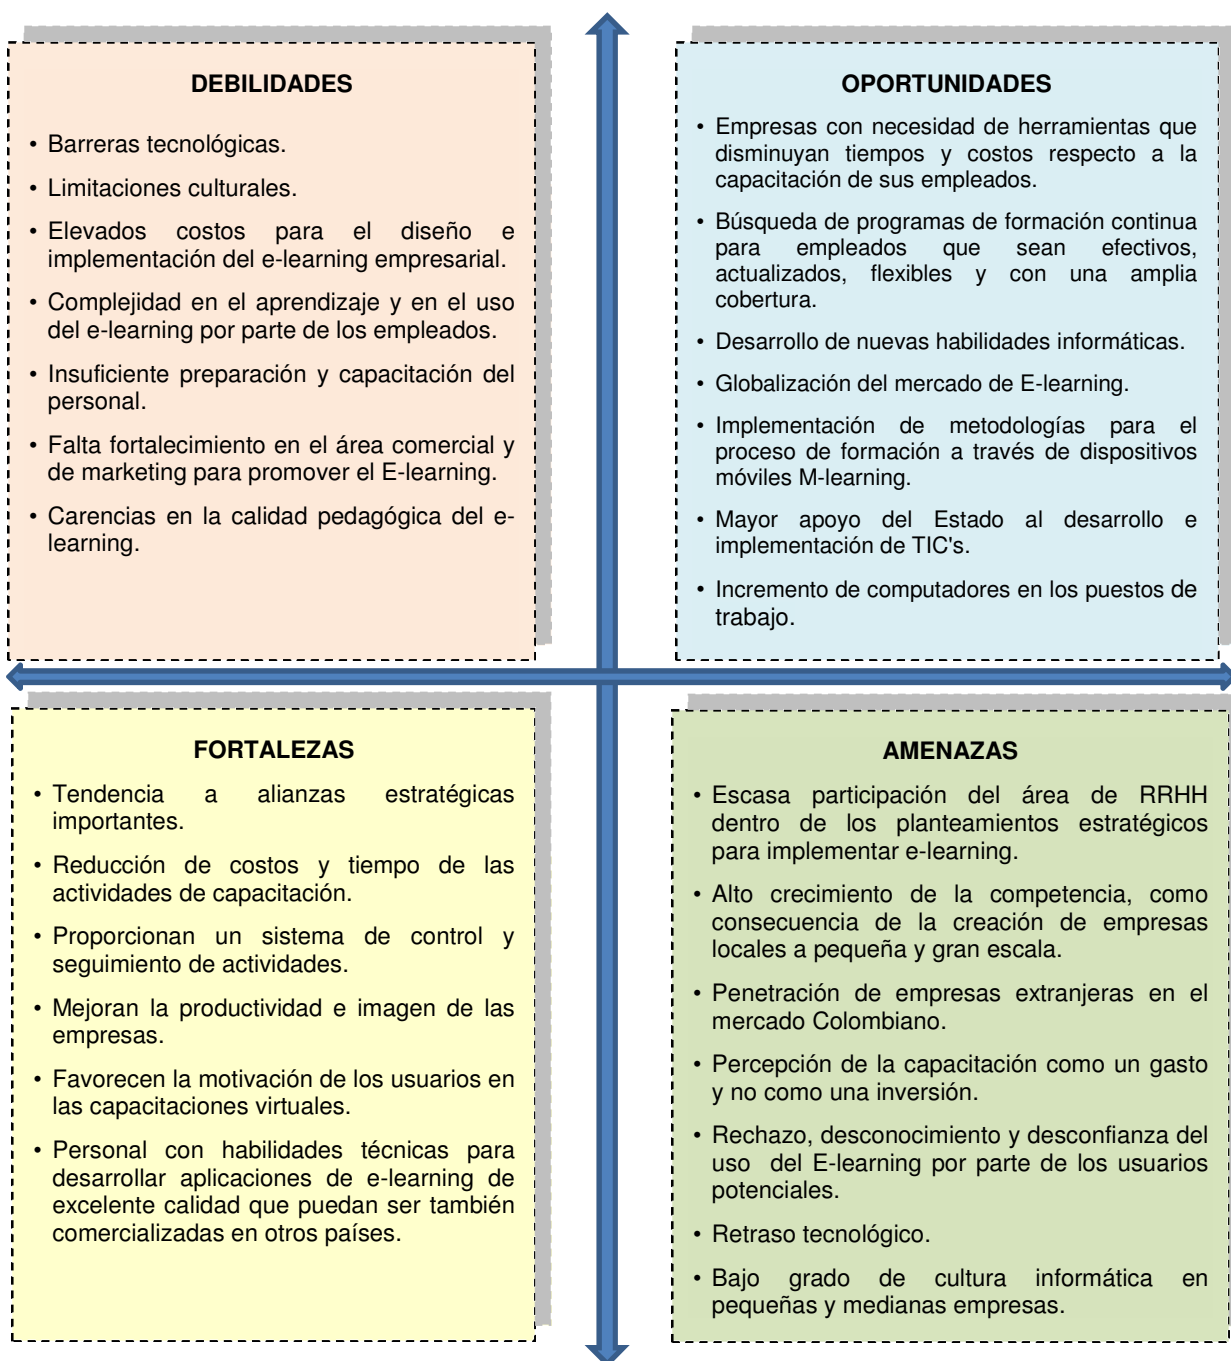 DEBILIDADES
• Barreras tecnológicas.
• Limitaciones culturales.
• Elevados costos para el diseño e
implementación del e-learning empresarial.
• Complejidad en el aprendizaje y en el uso
del e-learning por parte de los empleados.
• Insuficiente preparación y capacitación del
personal.
• Falta fortalecimiento en el área comercial y
de marketing para promover el E-learning.
• Carencias en la calidad pedagógica del e-
learning.
OPORTUNIDADES
• Empresas con necesidad de herramientas que
disminuyan tiempos y costos respecto a la
capacitación de sus empleados.
• Búsqueda de programas de formación continua
para empleados que sean efectivos,
actualizados, flexibles y con una amplia
cobertura.
• Desarrollo de nuevas habilidades informáticas.
• Globalización del mercado de E-learning.
• Implementación de metodologías para el
proceso de formación a través de dispositivos
móviles M-learning.
• Mayor apoyo del Estado al desarrollo e
implementación de TIC's.
• Incremento de computadores en los puestos de
trabajo.
FORTALEZAS
• Tendencia a alianzas estratégicas
importantes.
• Reducción de costos y tiempo de las
actividades de capacitación.
• Proporcionan un sistema de control y
seguimiento de actividades.
• Mejoran la productividad e imagen de las
empresas.
• Favorecen la motivación de los usuarios en
las capacitaciones virtuales.
• Personal con habilidades técnicas para
desarrollar aplicaciones de e-learning de
excelente calidad que puedan ser también
comercializadas en otros países.
AMENAZAS
• Escasa participación del área de RRHH
dentro de los planteamientos estratégicos
para implementar e-learning.
• Alto crecimiento de la competencia, como
consecuencia de la creación de empresas
locales a pequeña y gran escala.
• Penetración de empresas extranjeras en el
mercado Colombiano.
• Percepción de la capacitación como un gasto
y no como una inversión.
• Rechazo, desconocimiento y desconfianza del
uso del E-learning por parte de los usuarios
potenciales.
• Retraso tecnológico.
• Bajo grado de cultura informática en
pequeñas y medianas empresas.